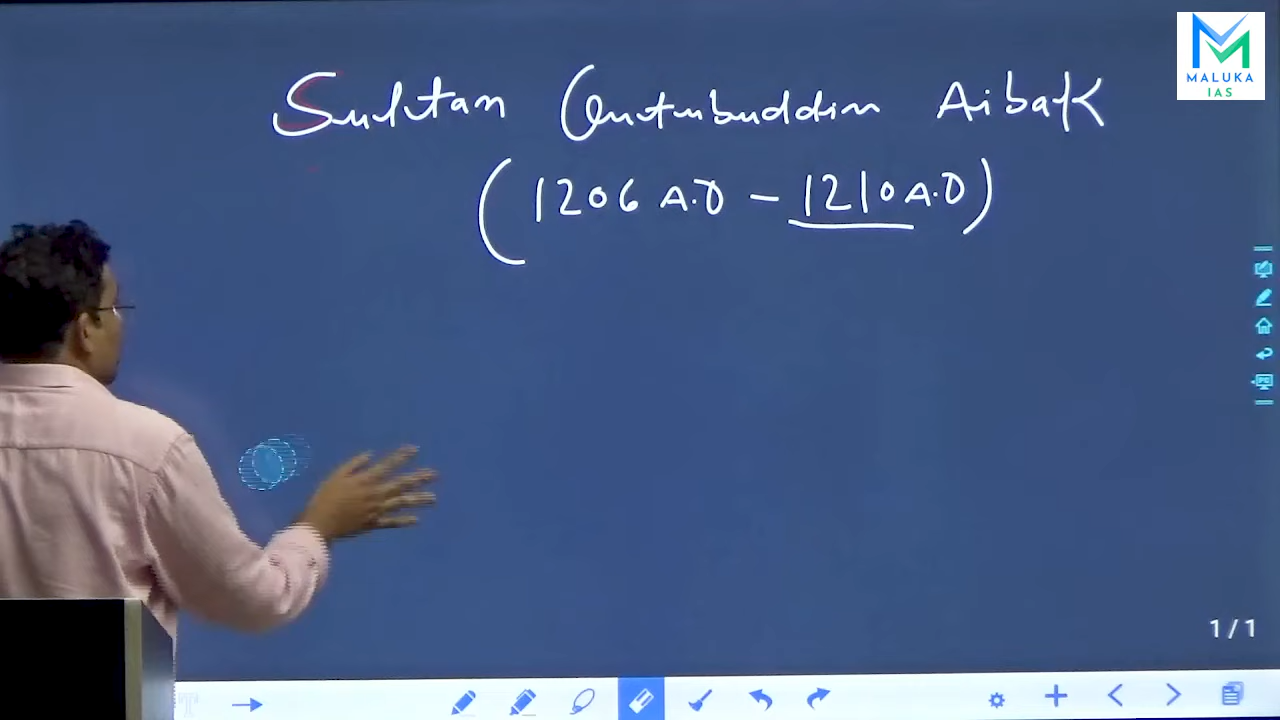 MALUKA
IAS
Sultan Qutubuddin Aibak
(1206 A.D - 1210 A.D)
1/1